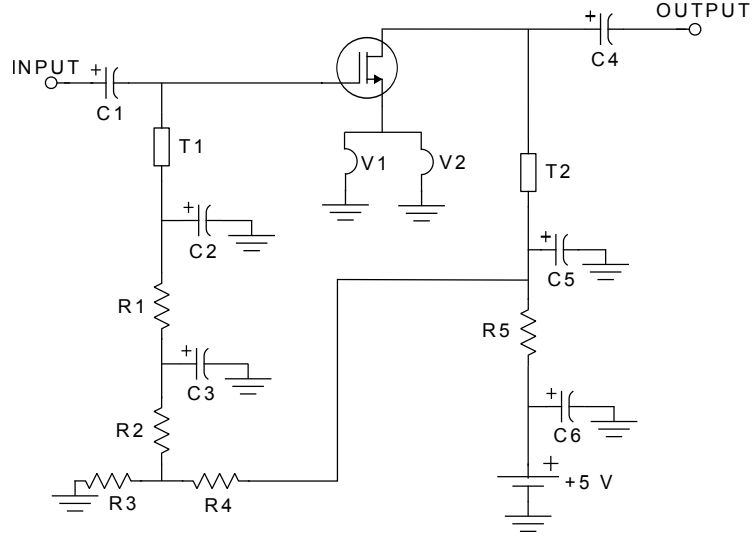 OUTPUT
+
C4
INPUT
+
C1
T1
V1
V2
T2
+
C2
+
C5
R1
R5
+
C3
R2
+
C6
R3
R4
+
+5 V